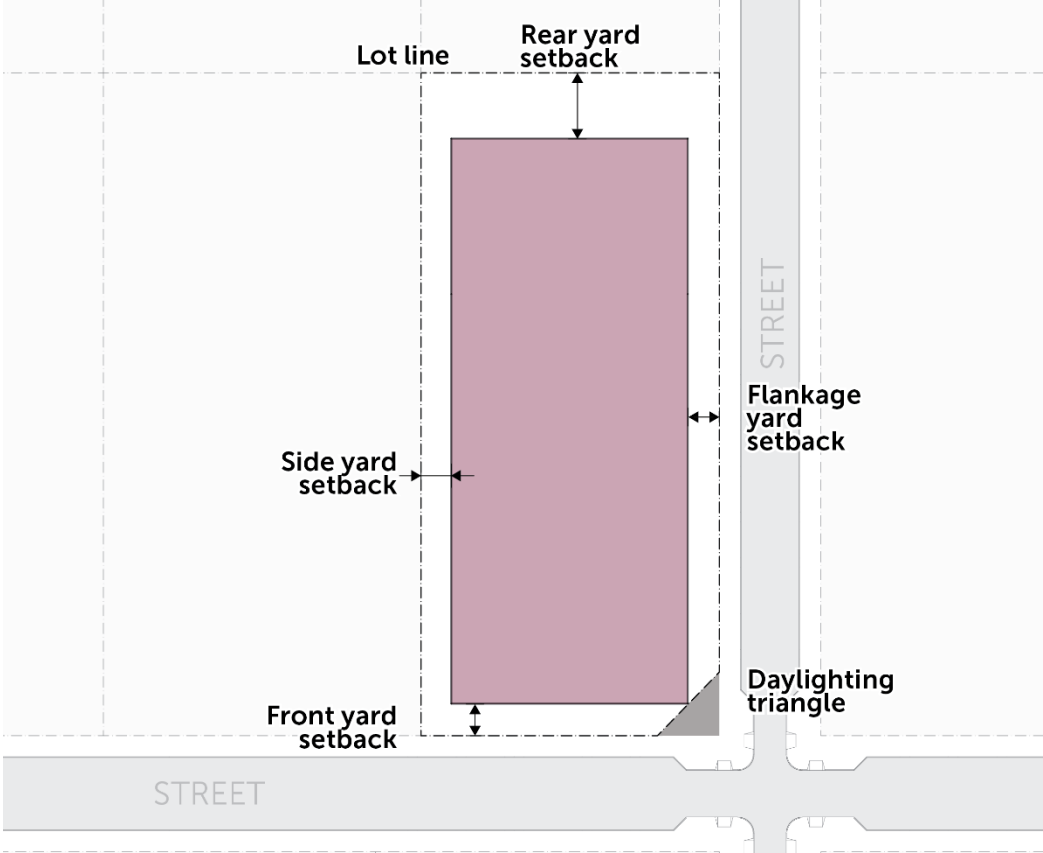 Rear yard
setback
Lot line
STREET
Flankage
yard
setback
Side yard
setback
Daylighting
triangle
Front yard
setback
STREET